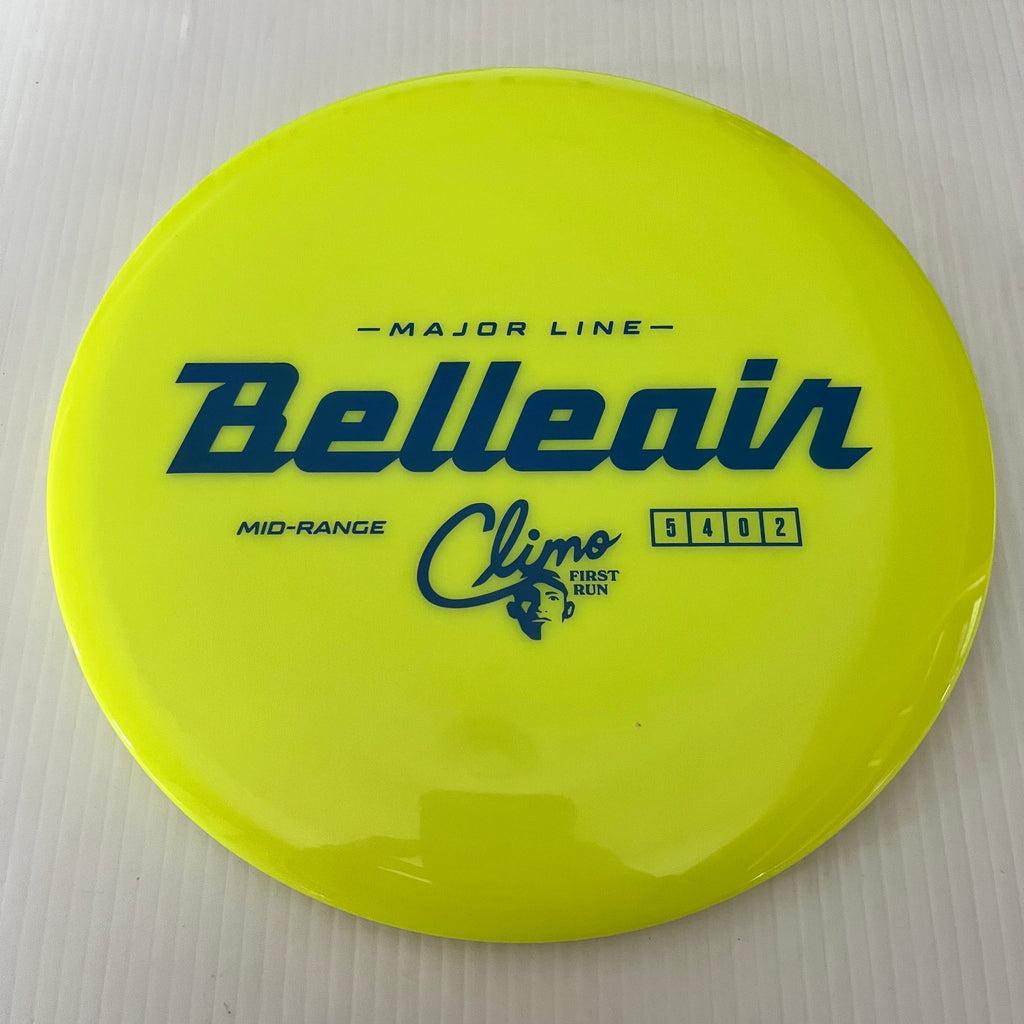 —MAJOR LINE—
Belleair
MID-RANGE
Climo
FIRST
RUN
5 4 0 2